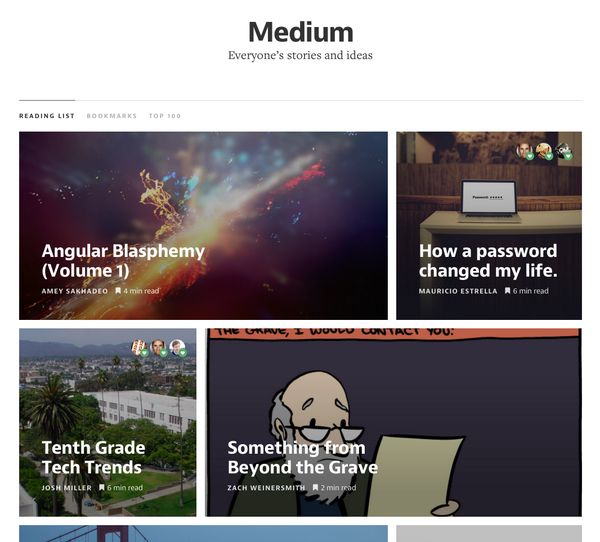 Medium
Everyone's stories and ideas
READING LIST BOOKMARKS TOP 100
Angular Blasphemy
(Volume 1)
AMEY SAKHADEO 4 min read
Password: *****
How a password
changed my life.
MAURICIO ESTRELLA 6 min read
Tenth Grade
Tech Trends
JOSH MILLER 6 min read
THE GRAVE, I WOULD CONTACT YOU.
Something from
Beyond the Grave
ZACH WEINERSMITH 2 min read